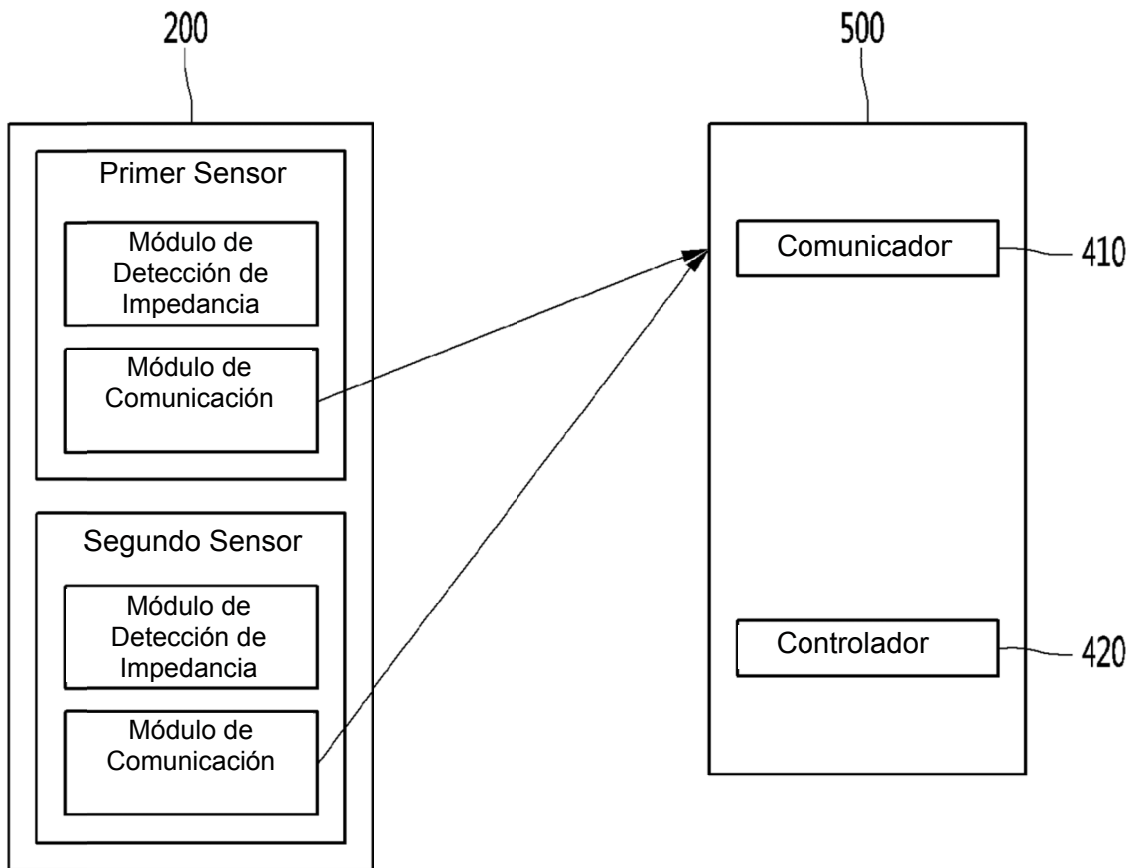 200
500
Primer Sensor
Módulo de
Detección de
Impedancia
Módulo de
Comunicación
Segundo Sensor
Módulo de
Detección de
Impedancia
Módulo de
Comunicación
Comunicador
410
Controlador
420